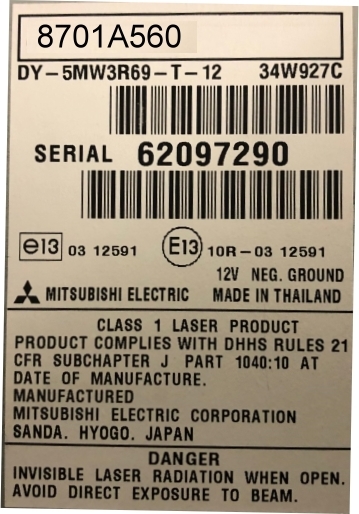 8701A560
DY-5MW3R69-T-12 34W927C
SERIAL 62097290
e13 03 12591 E13 10R-03 12591
12V NEG. GROUND
MITSUBISHI ELECTRIC MADE IN THAILAND
CLASS 1 LASER PRODUCT
PRODUCT COMPLIES WITH DHHS RULES 21
CFR SUBCHAPTER J PART 1040:10 AT
DATE OF MANUFACTURE.
MANUFACTURED
MITSUBISHI ELECTRIC CORPORATION
SANDA. HYOGO. JAPAN
DANGER
INVISIBLE LASER RADIATION WHEN OPEN.
AVOID DIRECT EXPOSURE TO BEAM.